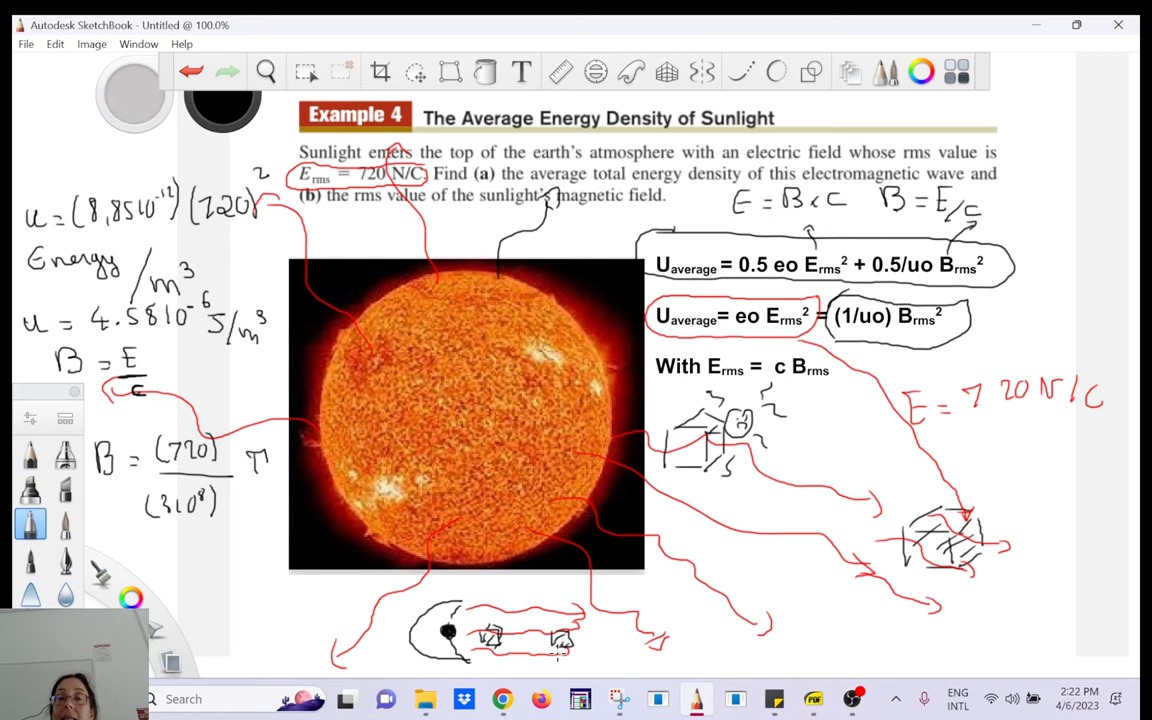 Autodesk SketchBook - Untitled @ 100.0%
File Edit Image Window Help
Example 4 The Average Energy Density of Sunlight
Sunlight enters the top of the earth's atmosphere with an electric field whose rms value is
Erms = 720 N/C. Find (a) the average total energy density of this electromagnetic wave and
(b) the rms value of the sunlight's magnetic field.
E = B x C B = E/c
u = (8,85 10^-12)(720)^2
Energy/m^3
u = 4.58 10^-6 J/m^3
B = E/c
B = (720)/(3 10^8) T
Uaverage = 0.5 eo Erms² + 0.5/uo Brms²
Uaverage= eo Erms² = (1/uo) Brms²
With Erms = c Brms
E = 720 N/C
Search
ENG
INTL
2:22 PM
4/6/2023